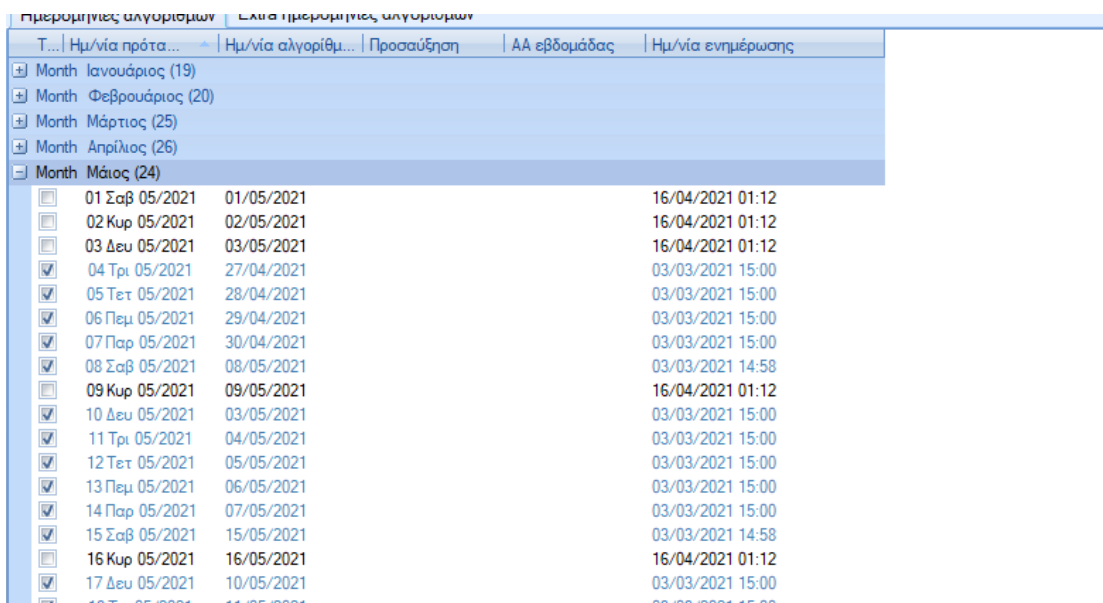 Ημερομηνίες αλγορίθμων Extra ημερομηνίες αλγορίθμων
Τ... Ημ/νία πρότα... Ημ/νία αλγορίθμ... Προσαύξηση ΑΑ εβδομάδας Ημ/νία ενημέρωσης
Month Ιανουάριος (19)
Month Φεβρουάριος (20)
Month Μάρτιος (25)
Month Απρίλιος (26)
Month Μάιος (24)
01 Σαβ 05/2021 01/05/2021 16/04/2021 01:12
02 Κυρ 05/2021 02/05/2021 16/04/2021 01:12
03 Δευ 05/2021 03/05/2021 16/04/2021 01:12
04 Τρι 05/2021 27/04/2021 03/03/2021 15:00
05 Τετ 05/2021 28/04/2021 03/03/2021 15:00
06 Πεμ 05/2021 29/04/2021 03/03/2021 15:00
07 Παρ 05/2021 30/04/2021 03/03/2021 15:00
08 Σαβ 05/2021 08/05/2021 03/03/2021 14:58
09 Κυρ 05/2021 09/05/2021 16/04/2021 01:12
10 Δευ 05/2021 03/05/2021 03/03/2021 15:00
11 Τρι 05/2021 04/05/2021 03/03/2021 15:00
12 Τετ 05/2021 05/05/2021 03/03/2021 15:00
13 Πεμ 05/2021 06/05/2021 03/03/2021 15:00
14 Παρ 05/2021 07/05/2021 03/03/2021 15:00
15 Σαβ 05/2021 15/05/2021 03/03/2021 14:58
16 Κυρ 05/2021 16/05/2021 16/04/2021 01:12
17 Δευ 05/2021 10/05/2021 03/03/2021 15:00